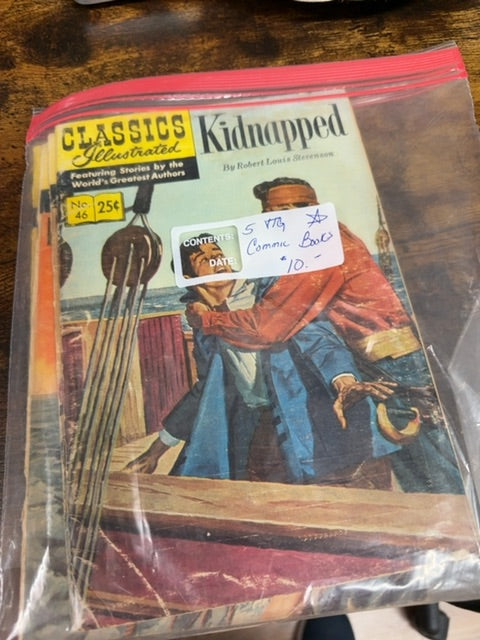 CLASSICS
Illustrated
Featuring Stories by the
World's Greatest Authors
No. 46
25¢
Kidnapped
By Robert Louis Stevenson
CONTENTS: 5 VTG ☆
Commic Books
DATE: $10.-